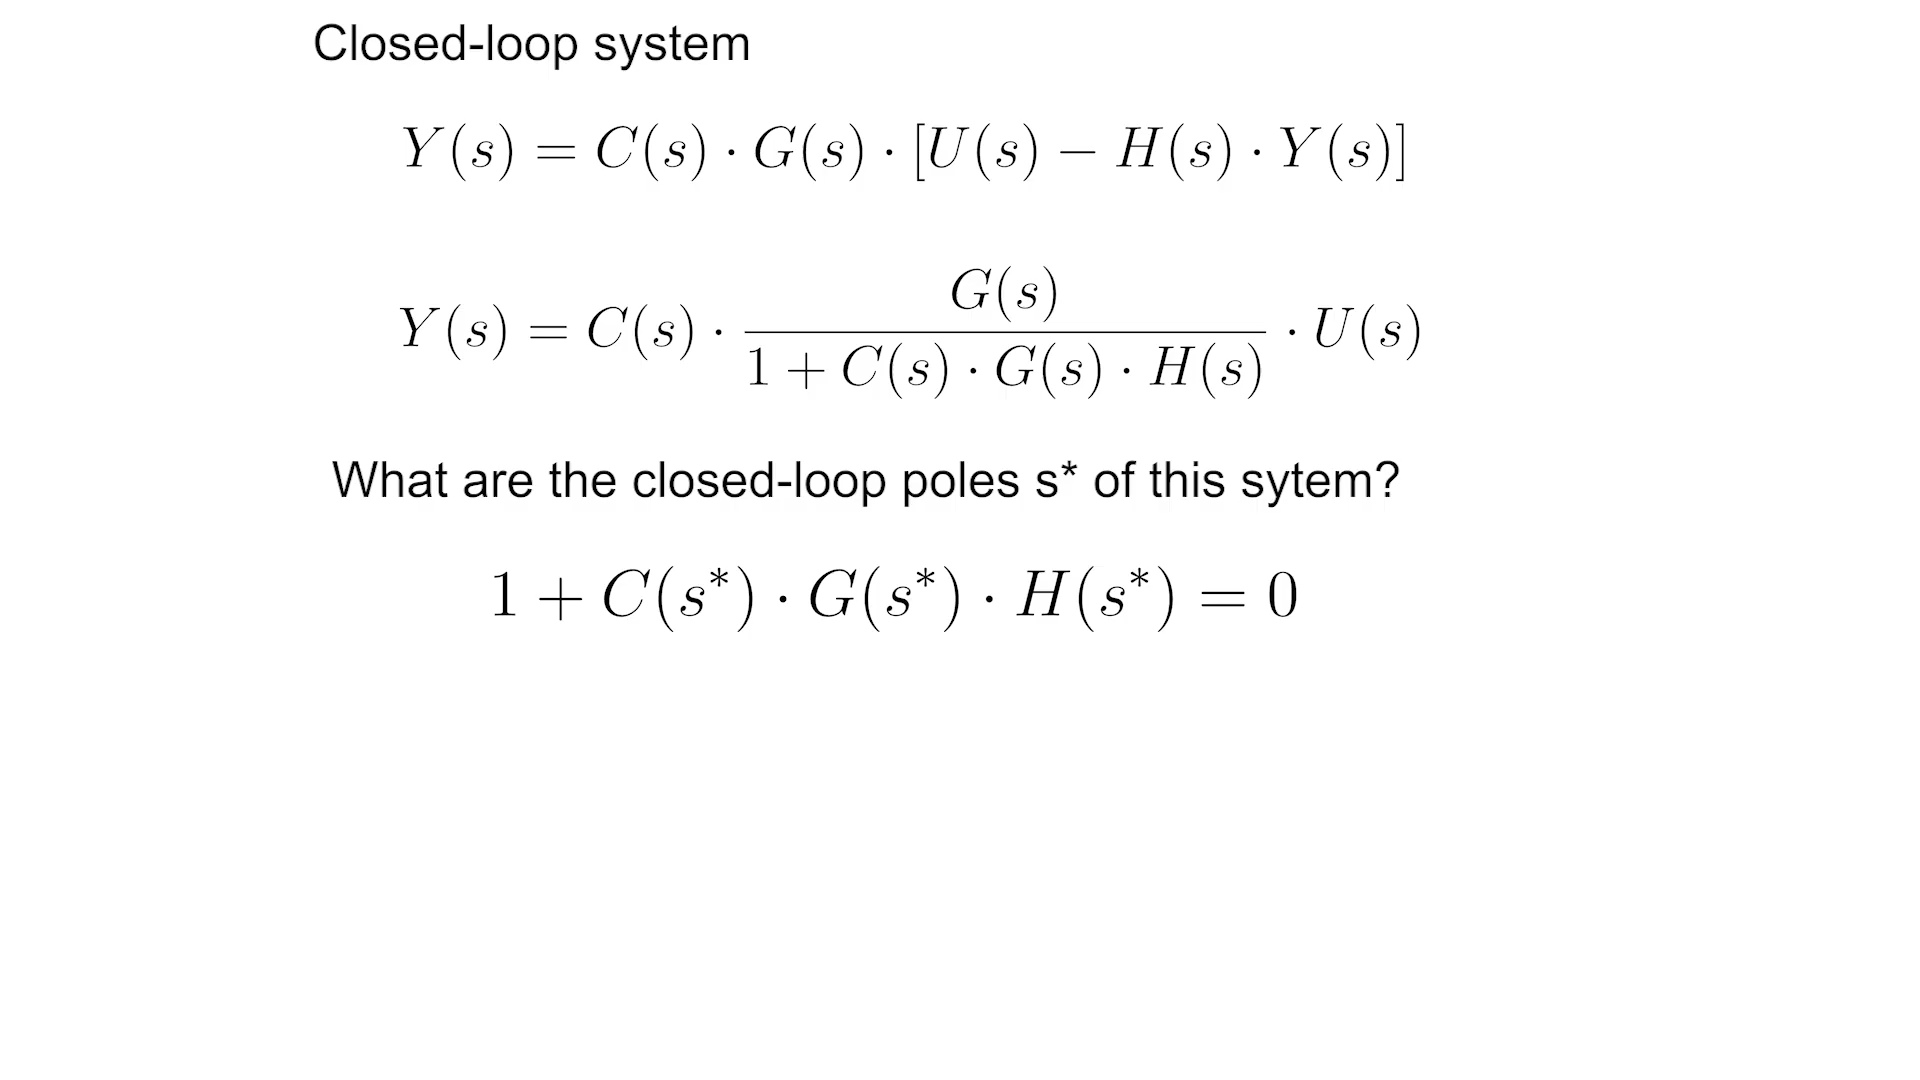 Closed-loop system
Y(s) = C(s) · G(s) · [U(s) − H(s) · Y(s)]
G(s)
Y(s) = C(s) · ———— · U(s)
1 + C(s) · G(s) · H(s)
What are the closed-loop poles s* of this sytem?
1 + C(s*) · G(s*) · H(s*) = 0